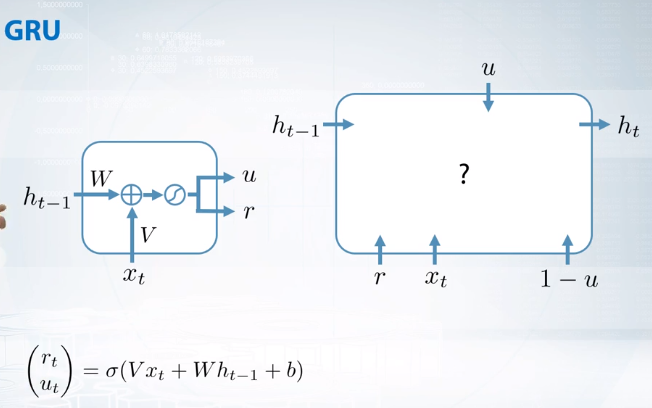 GRU
u
h_{t-1}
h_t
W
u
?
h_{t-1}
r
V
x_t
r
x_t
1 - u
\begin{pmatrix} r_t \\ u_t \end{pmatrix} = \sigma(Vx_t + Wh_{t-1} + b)